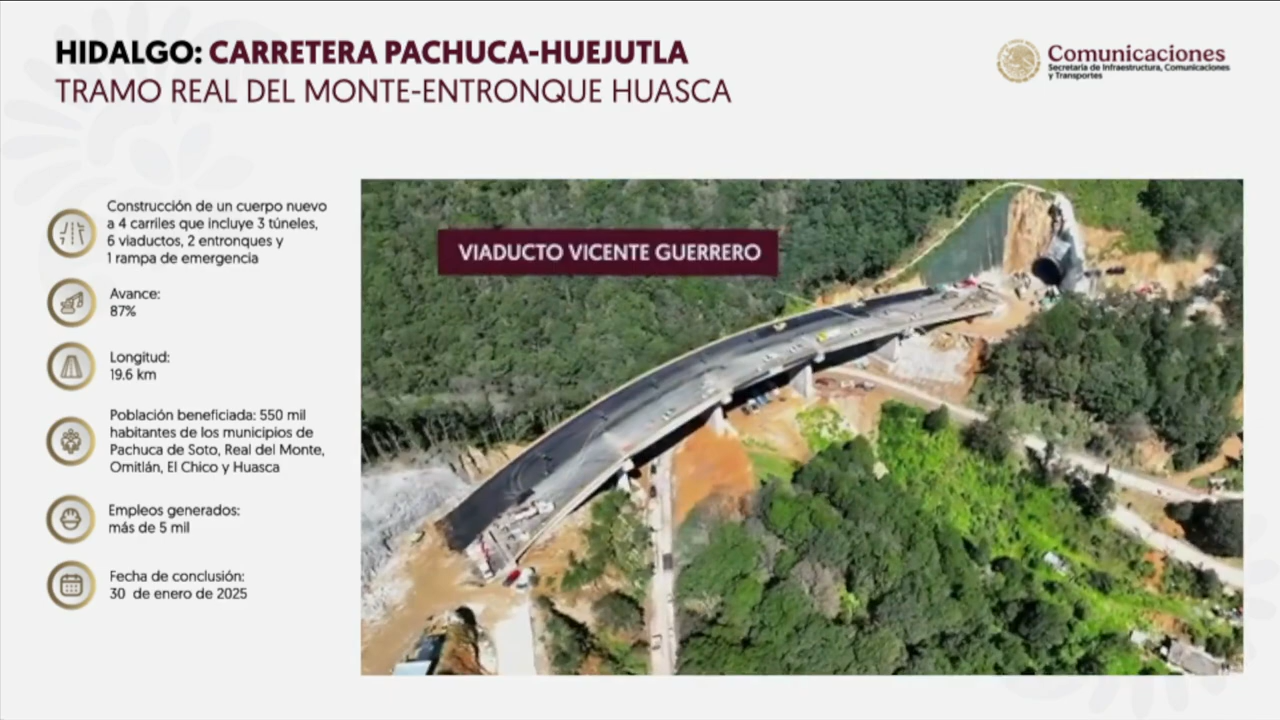 HIDALGO: CARRETERA PACHUCA-HUEJUTLA
TRAMO REAL DEL MONTE-ENTRONQUE HUASCA
Comunicaciones
Secretaría de Infraestructura, Comunicaciones
y Transportes
Construcción de un cuerpo nuevo
a 4 carriles que incluye 3 túneles,
6 viaductos, 2 entronques y
1 rampa de emergencia
Avance:
87%
Longitud:
19.6 km
Población beneficiada: 550 mil
habitantes de los municipios de
Pachuca de Soto, Real del Monte,
Omitlán, El Chico y Huasca
Empleos generados:
más de 5 mil
Fecha de conclusión:
30 de enero de 2025
VIADUCTO VICENTE GUERRERO